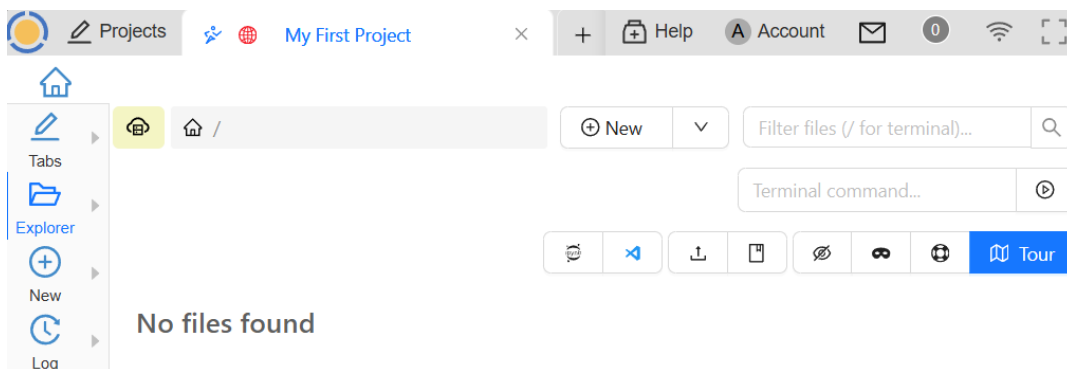 Projects My First Project Help A Account 0
New Filter files (/ for terminal)...
Tabs
Terminal command...
Explorer
Tour
New
No files found
Log